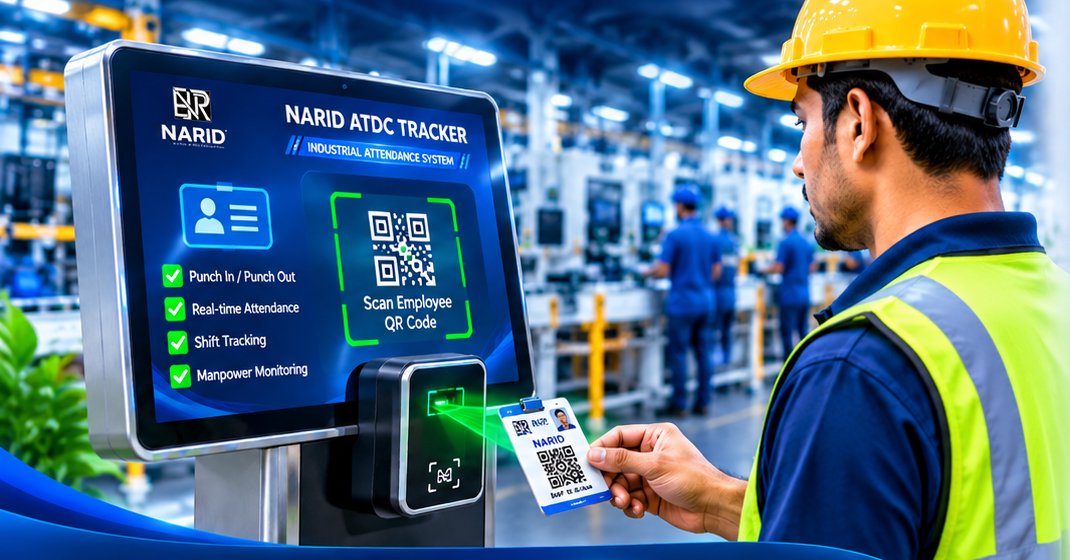 NARID
NARID ATDC TRACKER
INDUSTRIAL ATTENDANCE SYSTEM
Punch In / Punch Out
Real-time Attendance
Shift Tracking
Manpower Monitoring
Scan Employee
QR Code
NARID